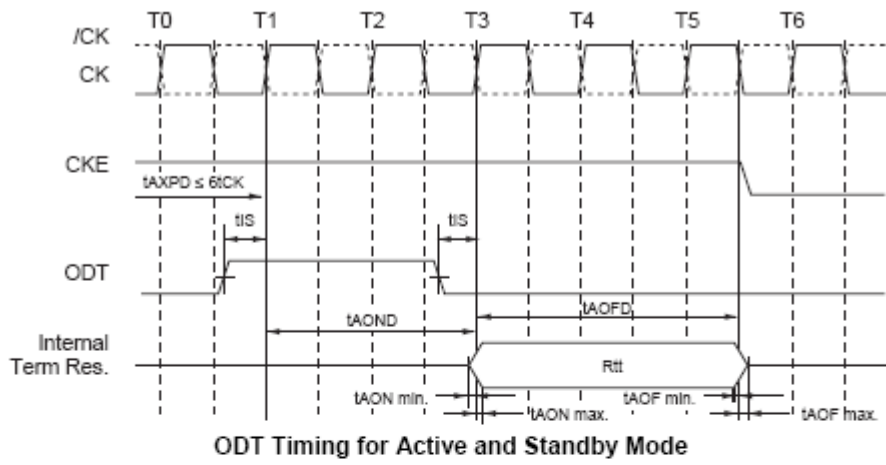 T0 T1 T2 T3 T4 T5 T6
/CK
CK
CKE
tAXPD ≤ 6tCK
tIS tIS
ODT
tAOND tAOFD
Internal
Term Res.
Rtt
tAON min. tAOF min.
tAON max. tAOF max.
ODT Timing for Active and Standby Mode